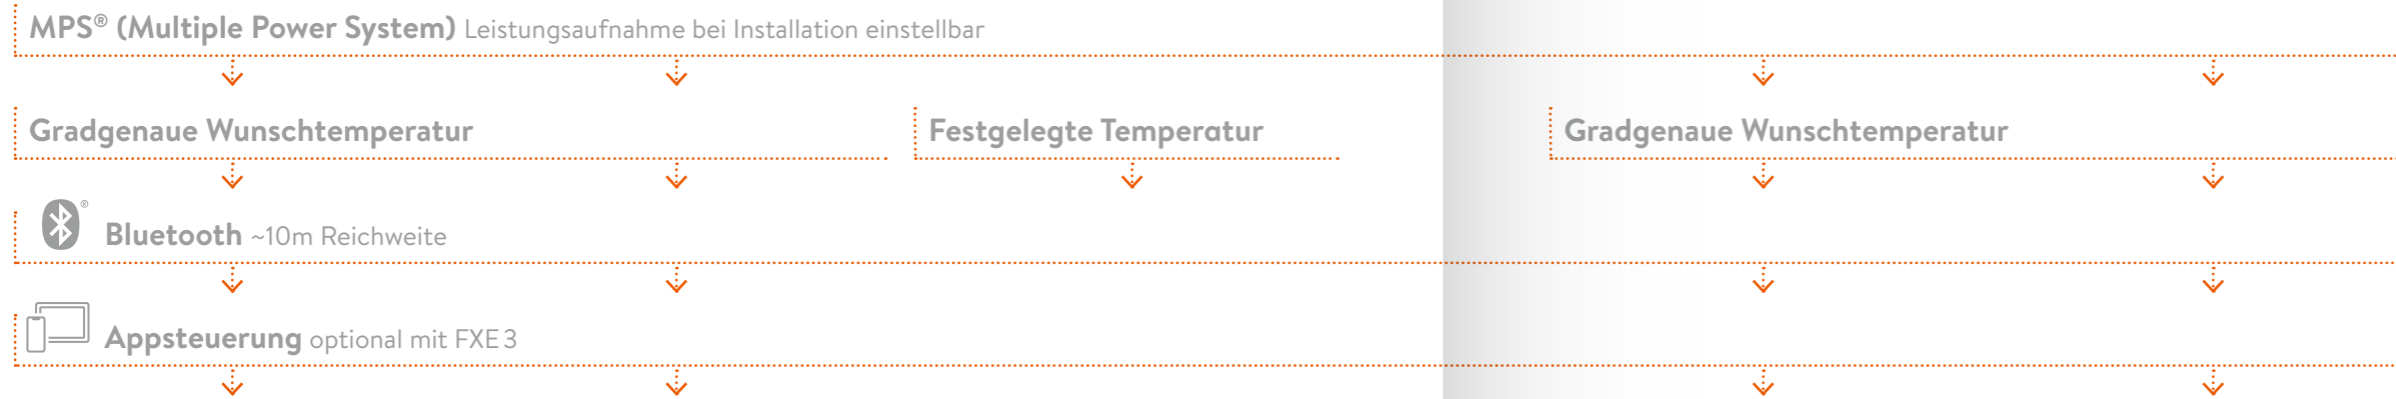 MPS® (Multiple Power System) Leistungsaufnahme bei Installation einstellbar
Gradgenaue Wunschtemperatur Festgelegte Temperatur Gradgenaue Wunschtemperatur
® Bluetooth ~10m Reichweite
Appsteuerung optional mit FXE 3